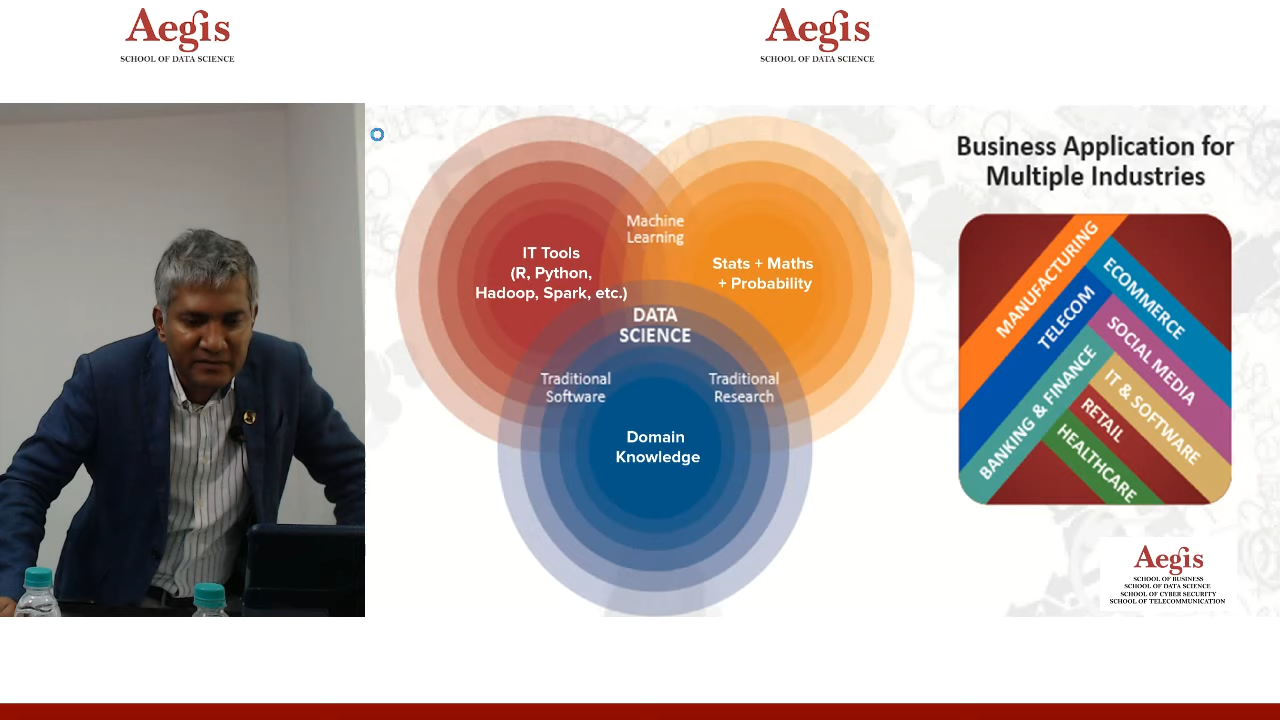 Aegis
SCHOOL OF DATA SCIENCE
Aegis
SCHOOL OF DATA SCIENCE
Business Application for
Multiple Industries
Machine
Learning
IT Tools
(R, Python,
Hadoop, Spark, etc.)
Stats + Maths
+ Probability
DATA
SCIENCE
Traditional
Software
Traditional
Research
Domain
Knowledge
MANUFACTURING
ECOMMERCE
TELECOM
SOCIAL MEDIA
BANKING & FINANCE
IT & SOFTWARE
RETAIL
HEALTHCARE
Aegis
SCHOOL OF BUSINESS
SCHOOL OF DATA SCIENCE
SCHOOL OF CYBER SECURITY
SCHOOL OF TELECOMMUNICATION